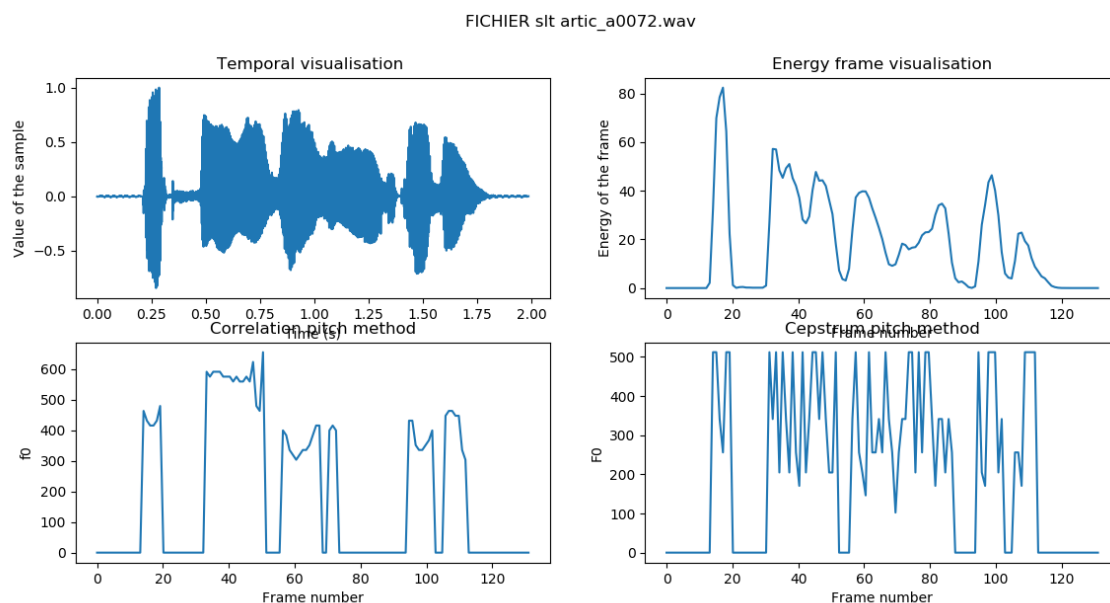 FICHIER slt artic_a0072.wav
Temporal visualisation
Value of the sample
1.0
0.5
0.0
−0.5
0.00 0.25 0.50 0.75 1.00 1.25 1.50 1.75 2.00
Time (s)
Energy frame visualisation
Energy of the frame
80
60
40
20
0
0 20 40 60 80 100 120
Frame number
Correlation pitch method
f0
600
500
400
300
200
100
0
0 20 40 60 80 100 120
Frame number
Cepstrum pitch method
F0
500
400
300
200
100
0
0 20 40 60 80 100 120
Frame number